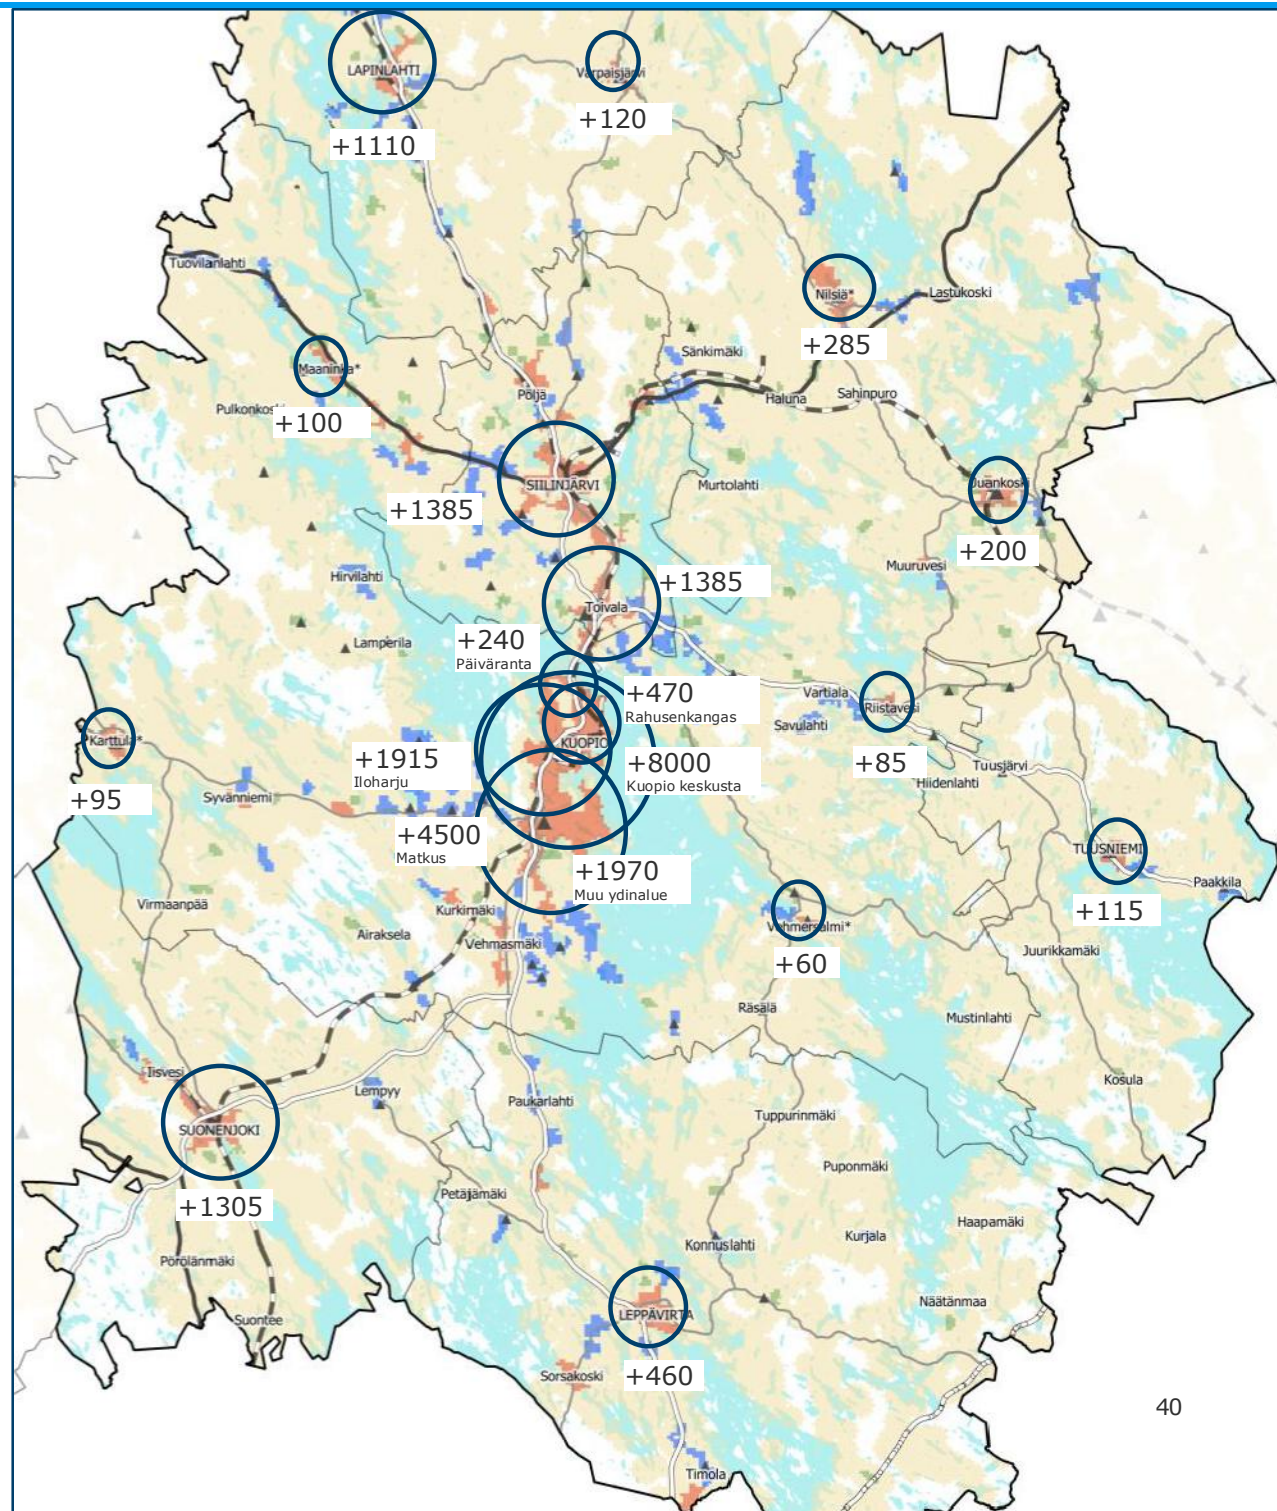 LAPINLAHTI
Varpaisjärvi
+1110
+120
Tuovilanlahti
Nilsiä*
Lastukoski
+285
Sänkimäki
Maaninka*
Pöljä
Haluna
Sahinpuro
Pulkonkoski
+100
SIILINJÄRVI
Murtolahti
Juankoski
+1385
+200
Hirvilahti
Muuruvesi
+1385
Toivala
Lamperila
+240
Päiväranta
+470
Rahusenkangas
Vartiala
Riistavesi
Savulahti
Karttula*
KUOPIO
+1915
Iloharju
+8000
Kuopio keskusta
+85
Tuusjärvi
Hiidenlahti
+95
Syvänniemi
+4500
Matkus
TUUSNIEMI
+1970
Muu ydinalue
Paakkila
Virmaanpää
Kurkimäki
+115
Airaksela
Vehmasmäki
Vehmersalmi*
+60
Juurikkamäki
Räsälä
Mustinlahti
Iisvesi
Lempyy
Paukarlahti
Kosula
Tuppurinmäki
SUONENJOKI
Puponmäki
+1305
Petäjämäki
Haapamäki
Kurjala
Konnuslahti
Pörölänmäki
Näätänmaa
Suontee
LEPPÄVIRTA
+460
Sorsakoski
40
Timola